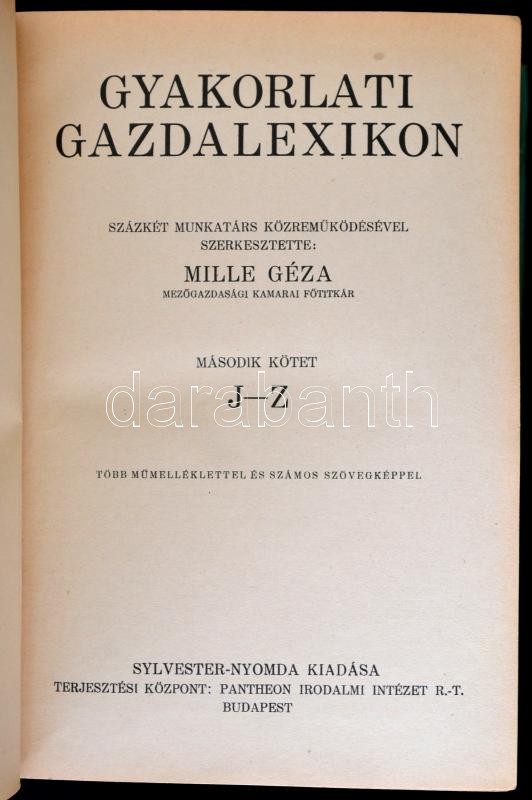 GYAKORLATI
GAZDALEXIKON
SZÁZKÉT MUNKATÁRS KÖZREMŰKÖDÉSÉVEL
SZERKESZTETTE:
MILLE GÉZA
MEZŐGAZDASÁGI KAMARAI FŐTITKÁR
MÁSODIK KÖTET
J—Z
darabanth
TÖBB MŰMELLÉKLETTEL ÉS SZÁMOS SZÖVEGKÉPPEL
SYLVESTER-NYOMDA KIADÁSA
TERJESZTÉSI KÖZPONT: PANTHEON IRODALMI INTÉZET R.-T.
BUDAPEST